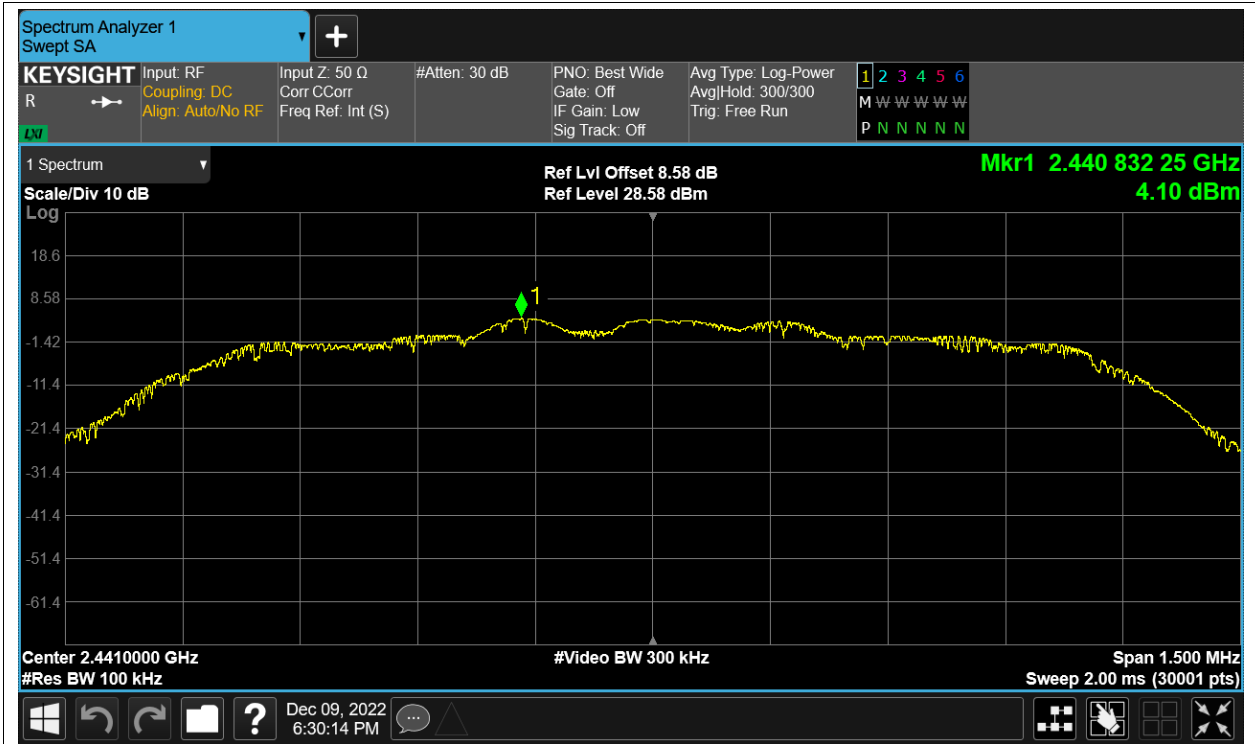 Spectrum Analyzer 1
Swept SA
KEYSIGHT
R
LXI
Input: RF
Coupling: DC
Align: Auto/No RF
Input Z: 50 Ω
Corr CCorr
Freq Ref: Int (S)
#Atten: 30 dB
PNO: Best Wide
Gate: Off
IF Gain: Low
Sig Track: Off
Avg Type: Log-Power
Avg|Hold: 300/300
Trig: Free Run
1 2 3 4 5 6
M W W W W W
P N N N N N
1 Spectrum
Scale/Div 10 dB
Log
Ref Lvl Offset 8.58 dB
Ref Level 28.58 dBm
Mkr1 2.440 832 25 GHz
4.10 dBm
18.6
8.58
-1.42
-11.4
-21.4
-31.4
-41.4
-51.4
-61.4
1
Center 2.4410000 GHz
#Res BW 100 kHz
#Video BW 300 kHz
Span 1.500 MHz
Sweep 2.00 ms (30001 pts)
?
Dec 09, 2022
6:30:14 PM